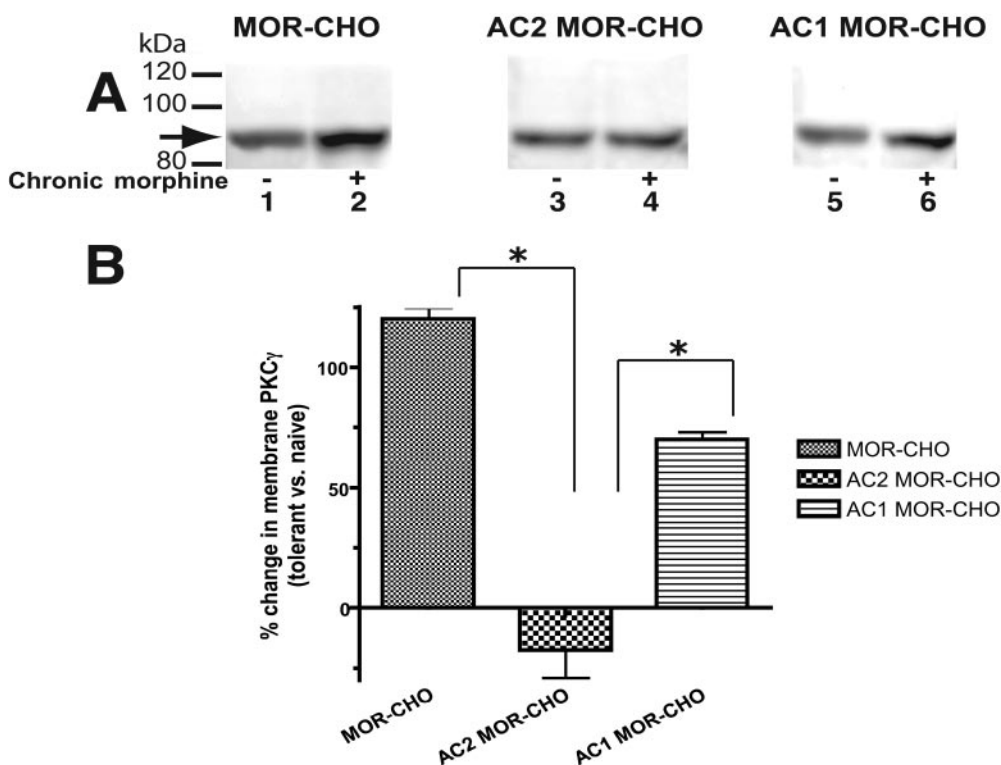 MOR-CHO AC2 MOR-CHO AC1 MOR-CHO
kDa
A
120
100
80
Chronic morphine - + - + - +
1 2 3 4 5 6
B
* *
% change in membrane PKCγ
(tolerant vs. naive)
100
50
0
MOR-CHO
AC2 MOR-CHO
AC1 MOR-CHO
MOR-CHO
AC2 MOR-CHO
AC1 MOR-CHO